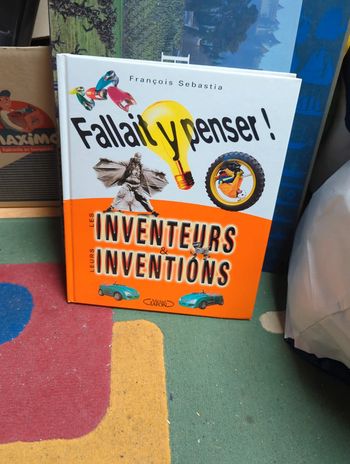 François Sebastia
Fallait y penser !
LES
INVENTEURS
&
LEURS
INVENTIONS
MAXIMO